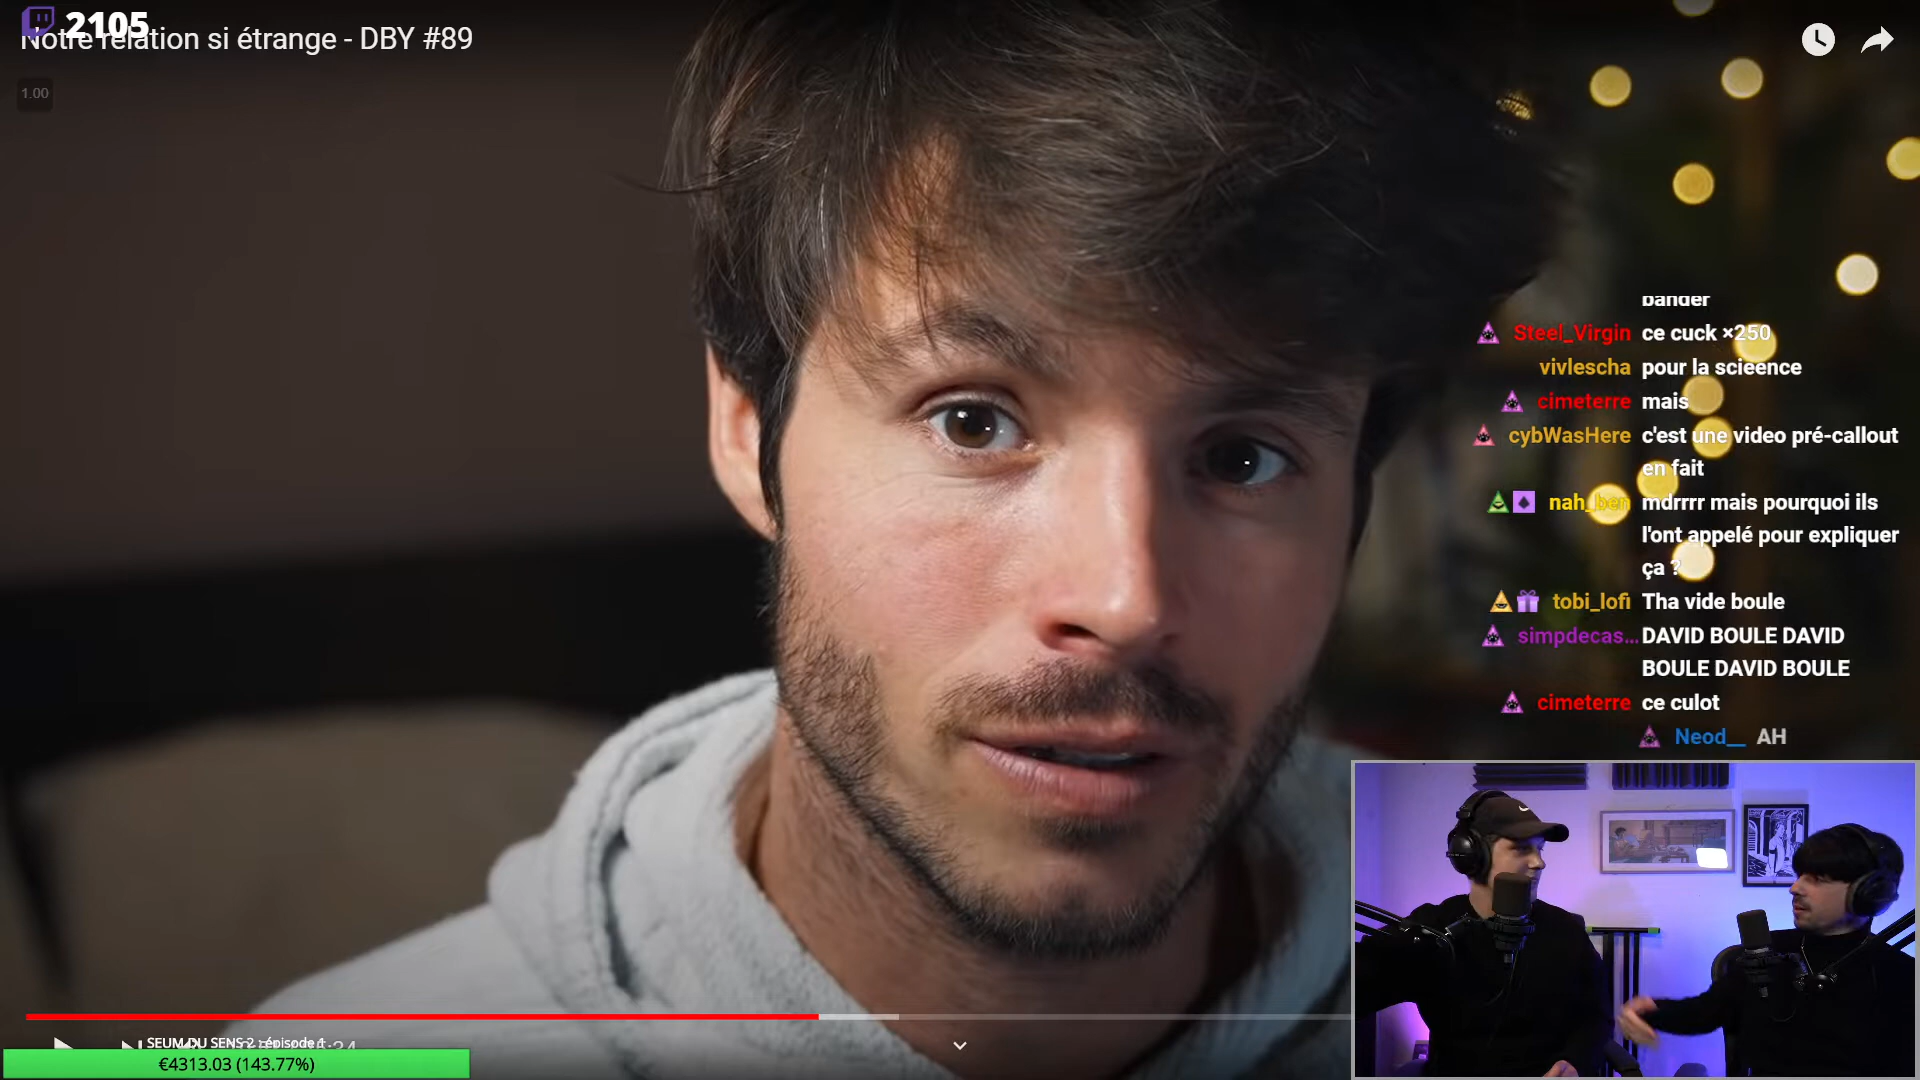 2105
Notre relation si étrange - DBY #89
1.00
bander
Steel_Virgin ce cuck ×250
vivlescha pour la scieence
cimeterre mais
cybWasHere c'est une video pré-callout
en fait
nah_ben mdrrrr mais pourquoi ils
l'ont appelé pour expliquer
ça ?
tobi_lofi Tha vide boule
simpdecas... DAVID BOULE DAVID
BOULE DAVID BOULE
cimeterre ce culot
Neod__ AH
SEUM DU SENS 2 - épisode 1
€4313.03 (143.77%)